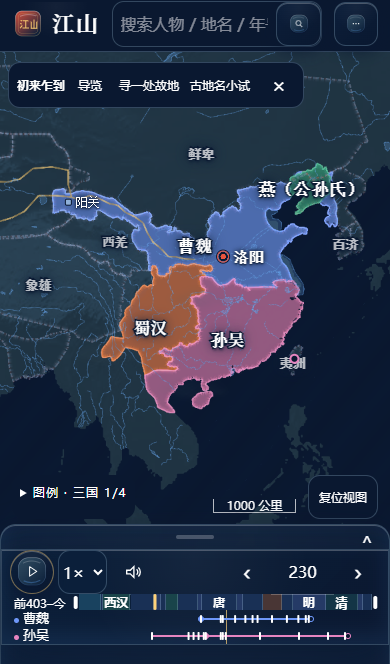 江山 江山 搜索人物 / 地名 / 年
初来乍到 导览 寻一处故地 古地名小试 ✕
鲜卑
燕（公孙氏）
阳关
西羌
曹魏
洛阳
百济
象雄
蜀汉
孙吴
夷洲
▶ 图例 · 三国 1/4
1000 公里
复位视图
1× ‹ 230 ›
前403–今 西汉 唐 明 清
曹魏
孙吴